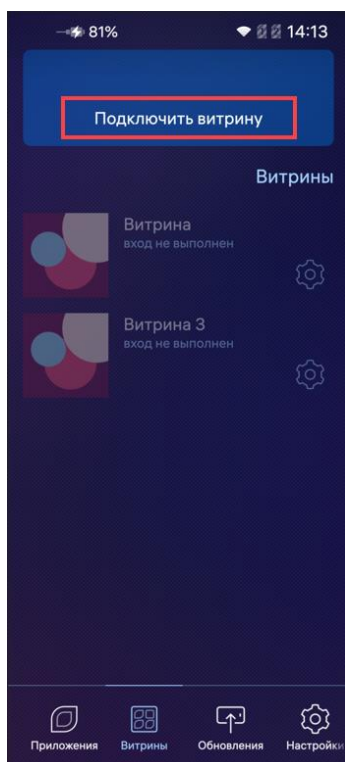 81% 14:13
Подключить витрину
Витрины
Витрина
вход не выполнен
Витрина 3
вход не выполнен
Приложения Витрины Обновления Настройки